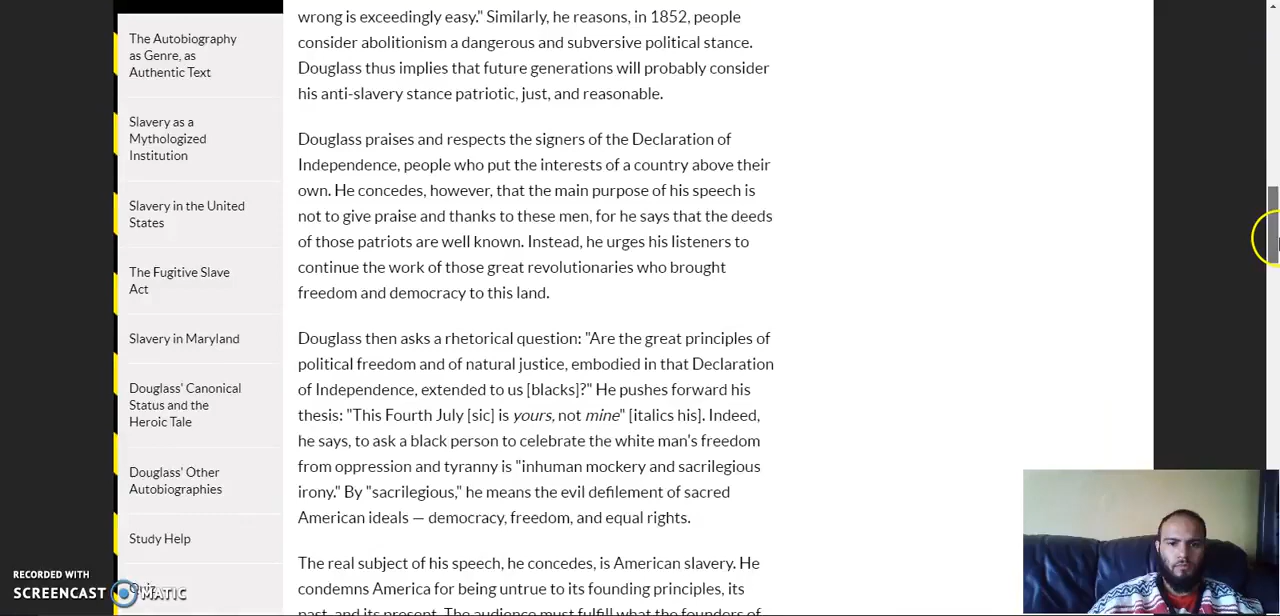 The Autobiography
as Genre, as
Authentic Text
Slavery as a
Mythologized
Institution
Slavery in the United
States
The Fugitive Slave
Act
Slavery in Maryland
Douglass' Canonical
Status and the
Heroic Tale
Douglass' Other
Autobiographies
Study Help
wrong is exceedingly easy." Similarly, he reasons, in 1852, people
consider abolitionism a dangerous and subversive political stance.
Douglass thus implies that future generations will probably consider
his anti-slavery stance patriotic, just, and reasonable.
Douglass praises and respects the signers of the Declaration of
Independence, people who put the interests of a country above their
own. He concedes, however, that the main purpose of his speech is
not to give praise and thanks to these men, for he says that the deeds
of those patriots are well known. Instead, he urges his listeners to
continue the work of those great revolutionaries who brought
freedom and democracy to this land.
Douglass then asks a rhetorical question: "Are the great principles of
political freedom and of natural justice, embodied in that Declaration
of Independence, extended to us [blacks]?" He pushes forward his
thesis: "This Fourth July [sic] is yours, not mine" [italics his]. Indeed,
he says, to ask a black person to celebrate the white man's freedom
from oppression and tyranny is "inhuman mockery and sacrilegious
irony." By "sacrilegious," he means the evil defilement of sacred
American ideals — democracy, freedom, and equal rights.
The real subject of his speech, he concedes, is American slavery. He
condemns America for being untrue to its founding principles, its
past, and its present. The audience must fulfill what the founders of
RECORDED WITH
SCREENCAST MATIC